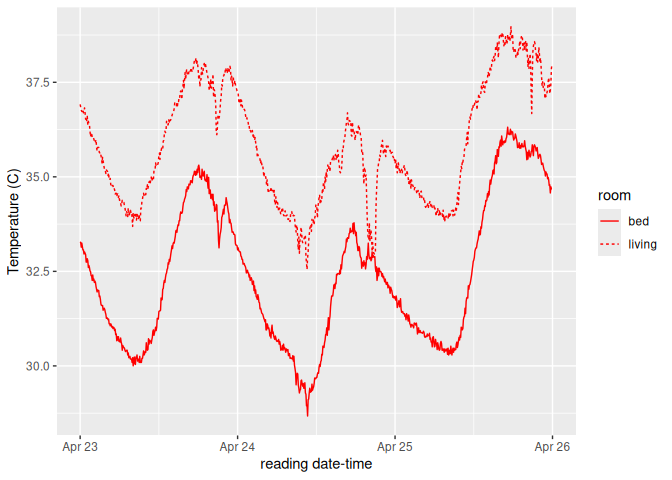 37.5
35.0
32.5
30.0
Temperature (C)
Apr 23
Apr 24
Apr 25
Apr 26
reading date-time
room
bed
living